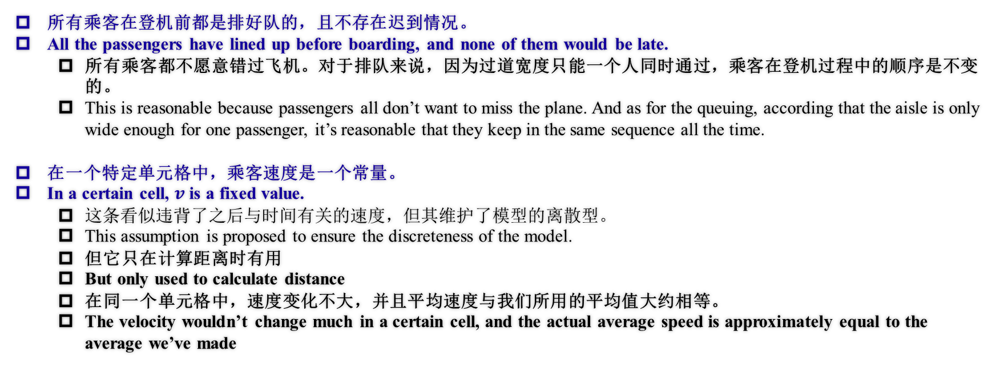 所有乘客在登机前都是排好队的，且不存在迟到情况。
All the passengers have lined up before boarding, and none of them would be late.
所有乘客都不愿意错过飞机。对于排队来说，因为过道宽度只能一个人同时通过，乘客在登机过程中的顺序是不变
的。
This is reasonable because passengers all don't want to miss the plane. And as for the queuing, according that the aisle is only
wide enough for one passenger, it's reasonable that they keep in the same sequence all the time.
在一个特定单元格中，乘客速度是一个常量。
In a certain cell, v is a fixed value.
这条看似违背了之后与时间有关的速度，但其维护了模型的离散型。
This assumption is proposed to ensure the discreteness of the model.
但它只在计算距离时有用
But only used to calculate distance
在同一个单元格中，速度变化不大，并且平均速度与我们所用的平均值大约相等。
The velocity wouldn't change much in a certain cell, and the actual average speed is approximately equal to the
average we've made